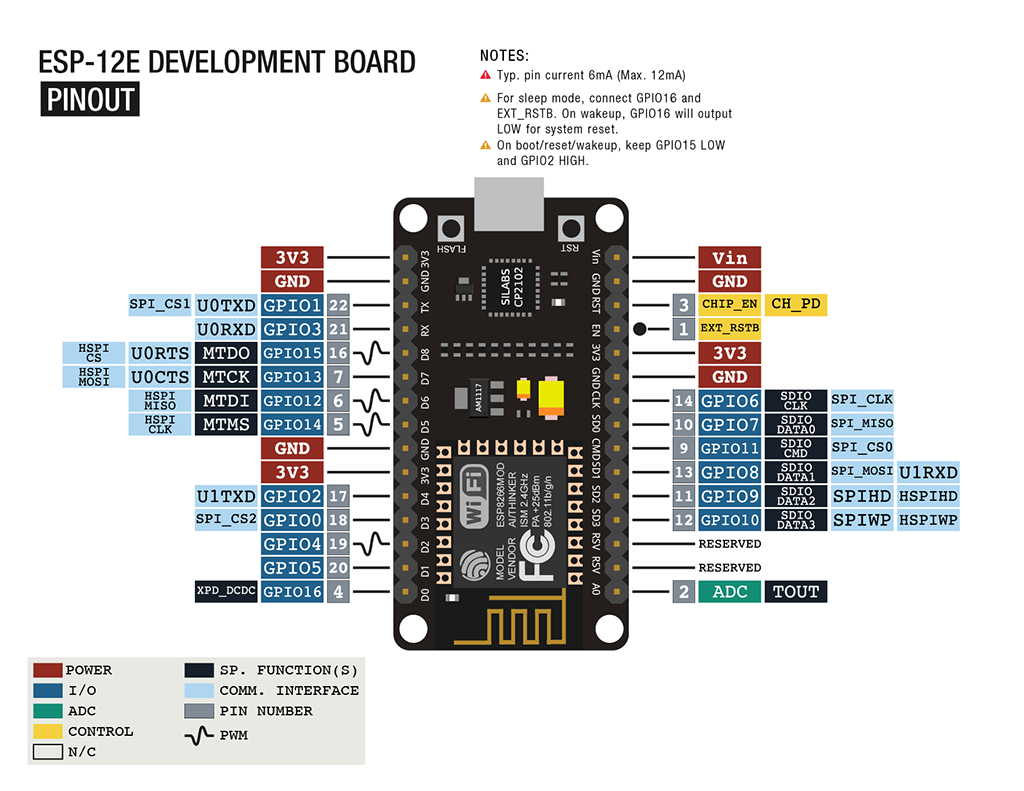 ESP-12E DEVELOPMENT BOARD
PINOUT
NOTES:
Typ. pin current 6mA (Max. 12mA)
For sleep mode, connect GPIO16 and
EXT_RSTB. On wakeup, GPIO16 will output
LOW for system reset.
On boot/reset/wakeup, keep GPIO15 LOW
and GPIO2 HIGH.
FLASH
RST
SILABS
CP2102
AM1117
WiFi
ESP8266MOD
AI/THINKER
ISM 2.4GHz
PA +25dBm
802.11b/g/n
MODEL
VENDOR
FC
3V3 3V3
GND GND
SPI_CS1 U0TXD GPIO1 22 TX
U0RXD GPIO3 21 RX
HSPI CS U0RTS MTDO GPIO15 16 D8
HSPI MOSI U0CTS MTCK GPIO13 7 D7
HSPI MISO MTDI GPIO12 6 D6
HSPI CLK MTMS GPIO14 5 D5
GND GND
3V3 3V3
U1TXD GPIO2 17 D4
SPI_CS2 GPIO0 18 D3
GPIO4 19 D2
GPIO5 20 D1
XPD_DCDC GPIO16 4 D0
Vin Vin
GND GND
RST 3 CHIP_EN CH_PD
EN 1 EXT_RSTB
3V3 3V3
GND GND
CLK 14 GPIO6 SDIO CLK SPI_CLK
SD0 10 GPIO7 SDIO DATA0 SPI_MISO
CMD 9 GPIO11 SDIO CMD SPI_CS0
SD1 13 GPIO8 SDIO DATA1 SPI_MOSI U1RXD
SD2 11 GPIO9 SDIO DATA2 SPIHD HSPIHD
SD3 12 GPIO10 SDIO DATA3 SPIWP HSPIWP
RSV RESERVED
RSV RESERVED
A0 2 ADC TOUT
POWER
I/O
ADC
CONTROL
N/C
SP. FUNCTION(S)
COMM. INTERFACE
PIN NUMBER
PWM